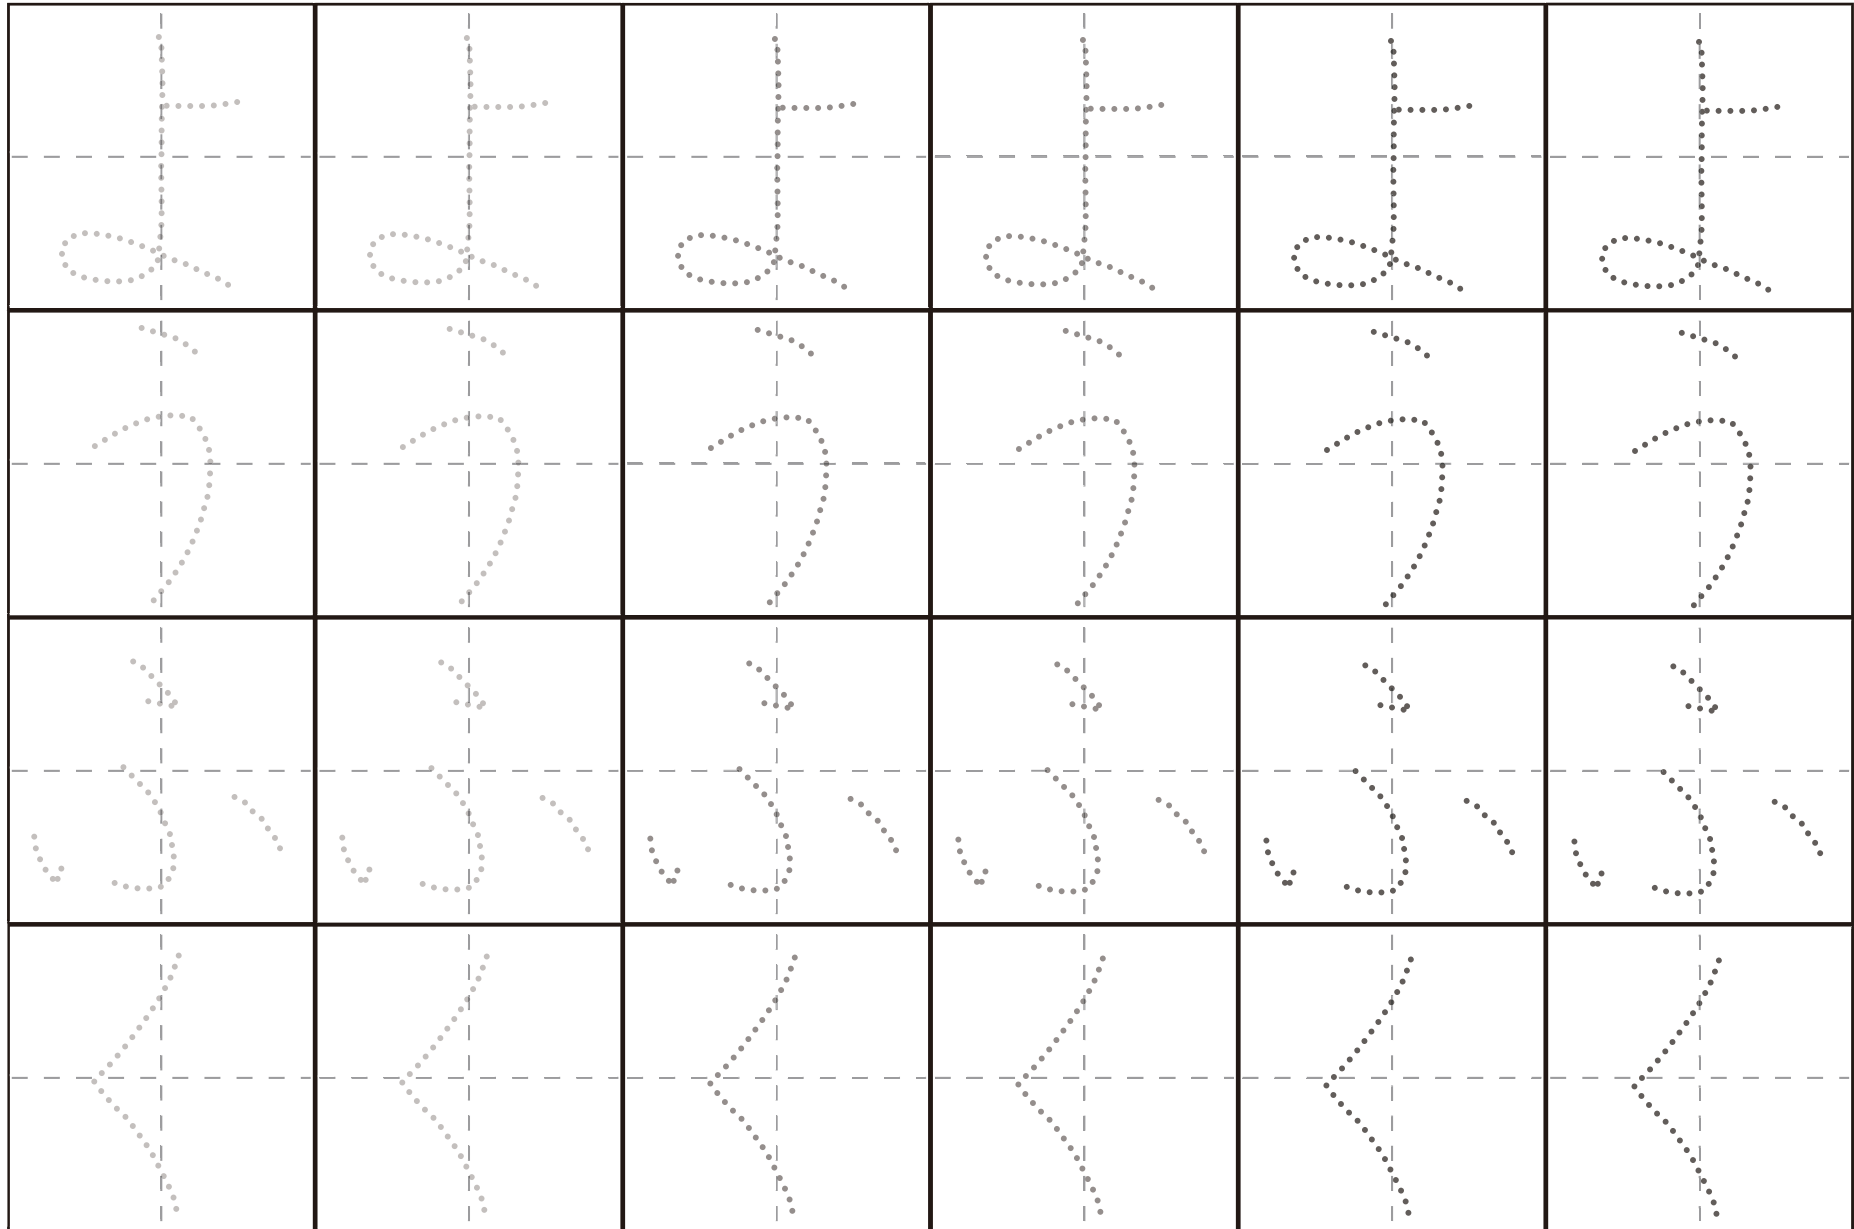 よ よ よ よ よ よ
う う う う う う
ふ ふ ふ ふ ふ ふ
く く く く く く